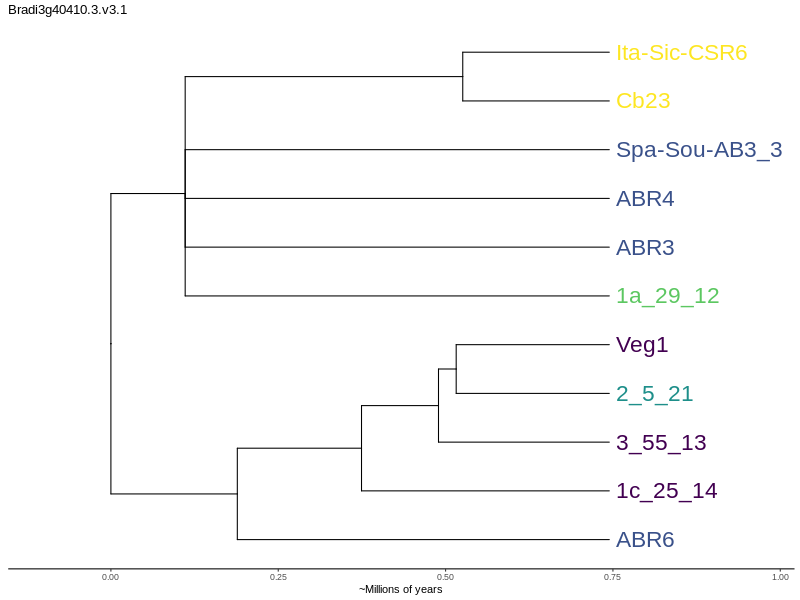 Bradi3g40410.3.v3.1
Ita-Sic-CSR6
Cb23
Spa-Sou-AB3_3
ABR4
ABR3
1a_29_12
Veg1
2_5_21
3_55_13
1c_25_14
ABR6
0.00 0.25 0.50 0.75 1.00
~Millions of years